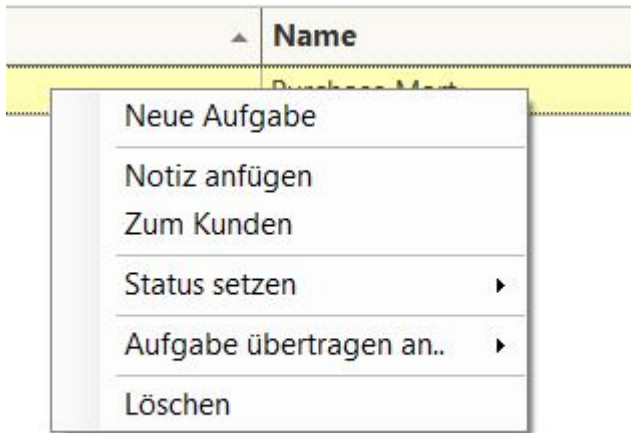 Name
Neue Aufgabe
Notiz anfügen
Zum Kunden
Status setzen
Aufgabe übertragen an..
Löschen